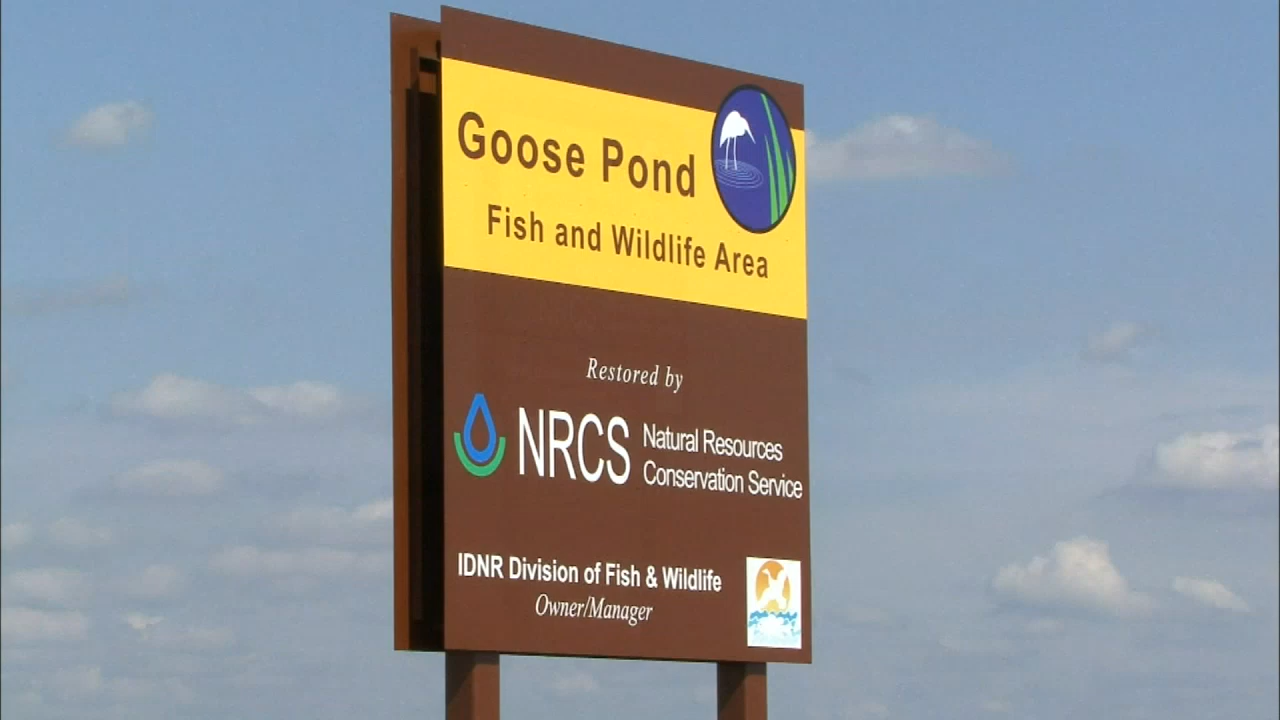 Goose Pond
Fish and Wildlife Area
Restored by
NRCS Natural Resources
Conservation Service
IDNR Division of Fish & Wildlife
Owner/Manager